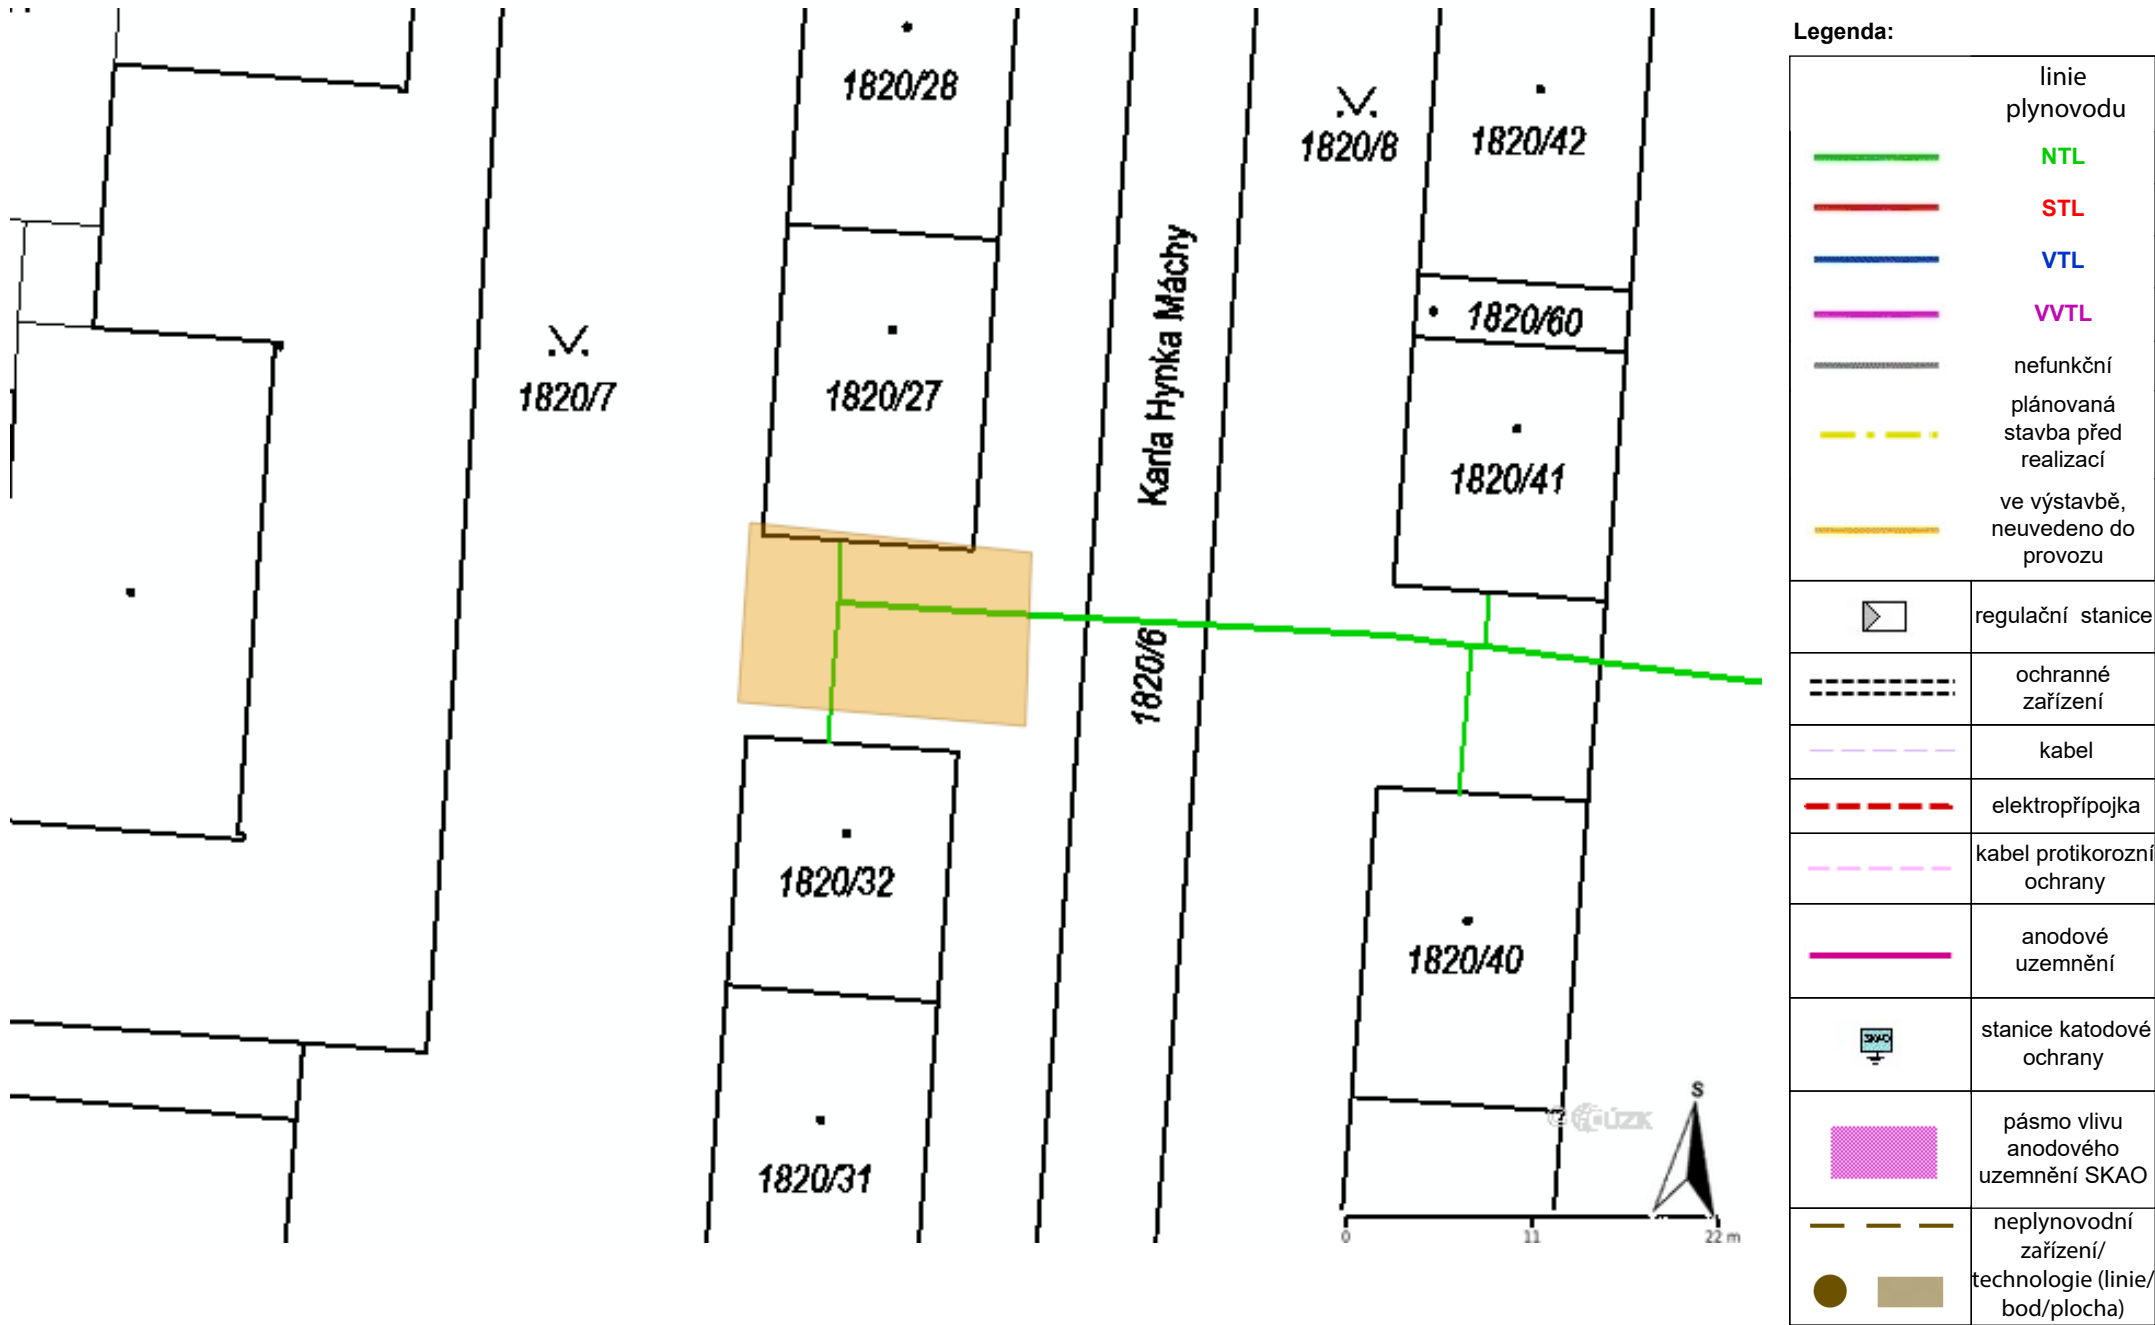 1820/28
1820/8
1820/42
1820/60
1820/7
1820/27
Karla Hynka Máchy
1820/41
1820/6
1820/32
1820/40
1820/31
ČÚZK
S
0 11 22 m
Legenda:
linie
plynovodu
NTL
STL
VTL
VVTL
nefunkční
plánovaná
stavba před
realizací
ve výstavbě,
neuvedeno do
provozu
regulační stanice
ochranné
zařízení
kabel
elektropřípojka
kabel protikorozní
ochrany
anodové
uzemnění
SKAO
stanice katodové
ochrany
pásmo vlivu
anodového
uzemnění SKAO
neplynovodní
zařízení/
technologie (linie/
bod/plocha)